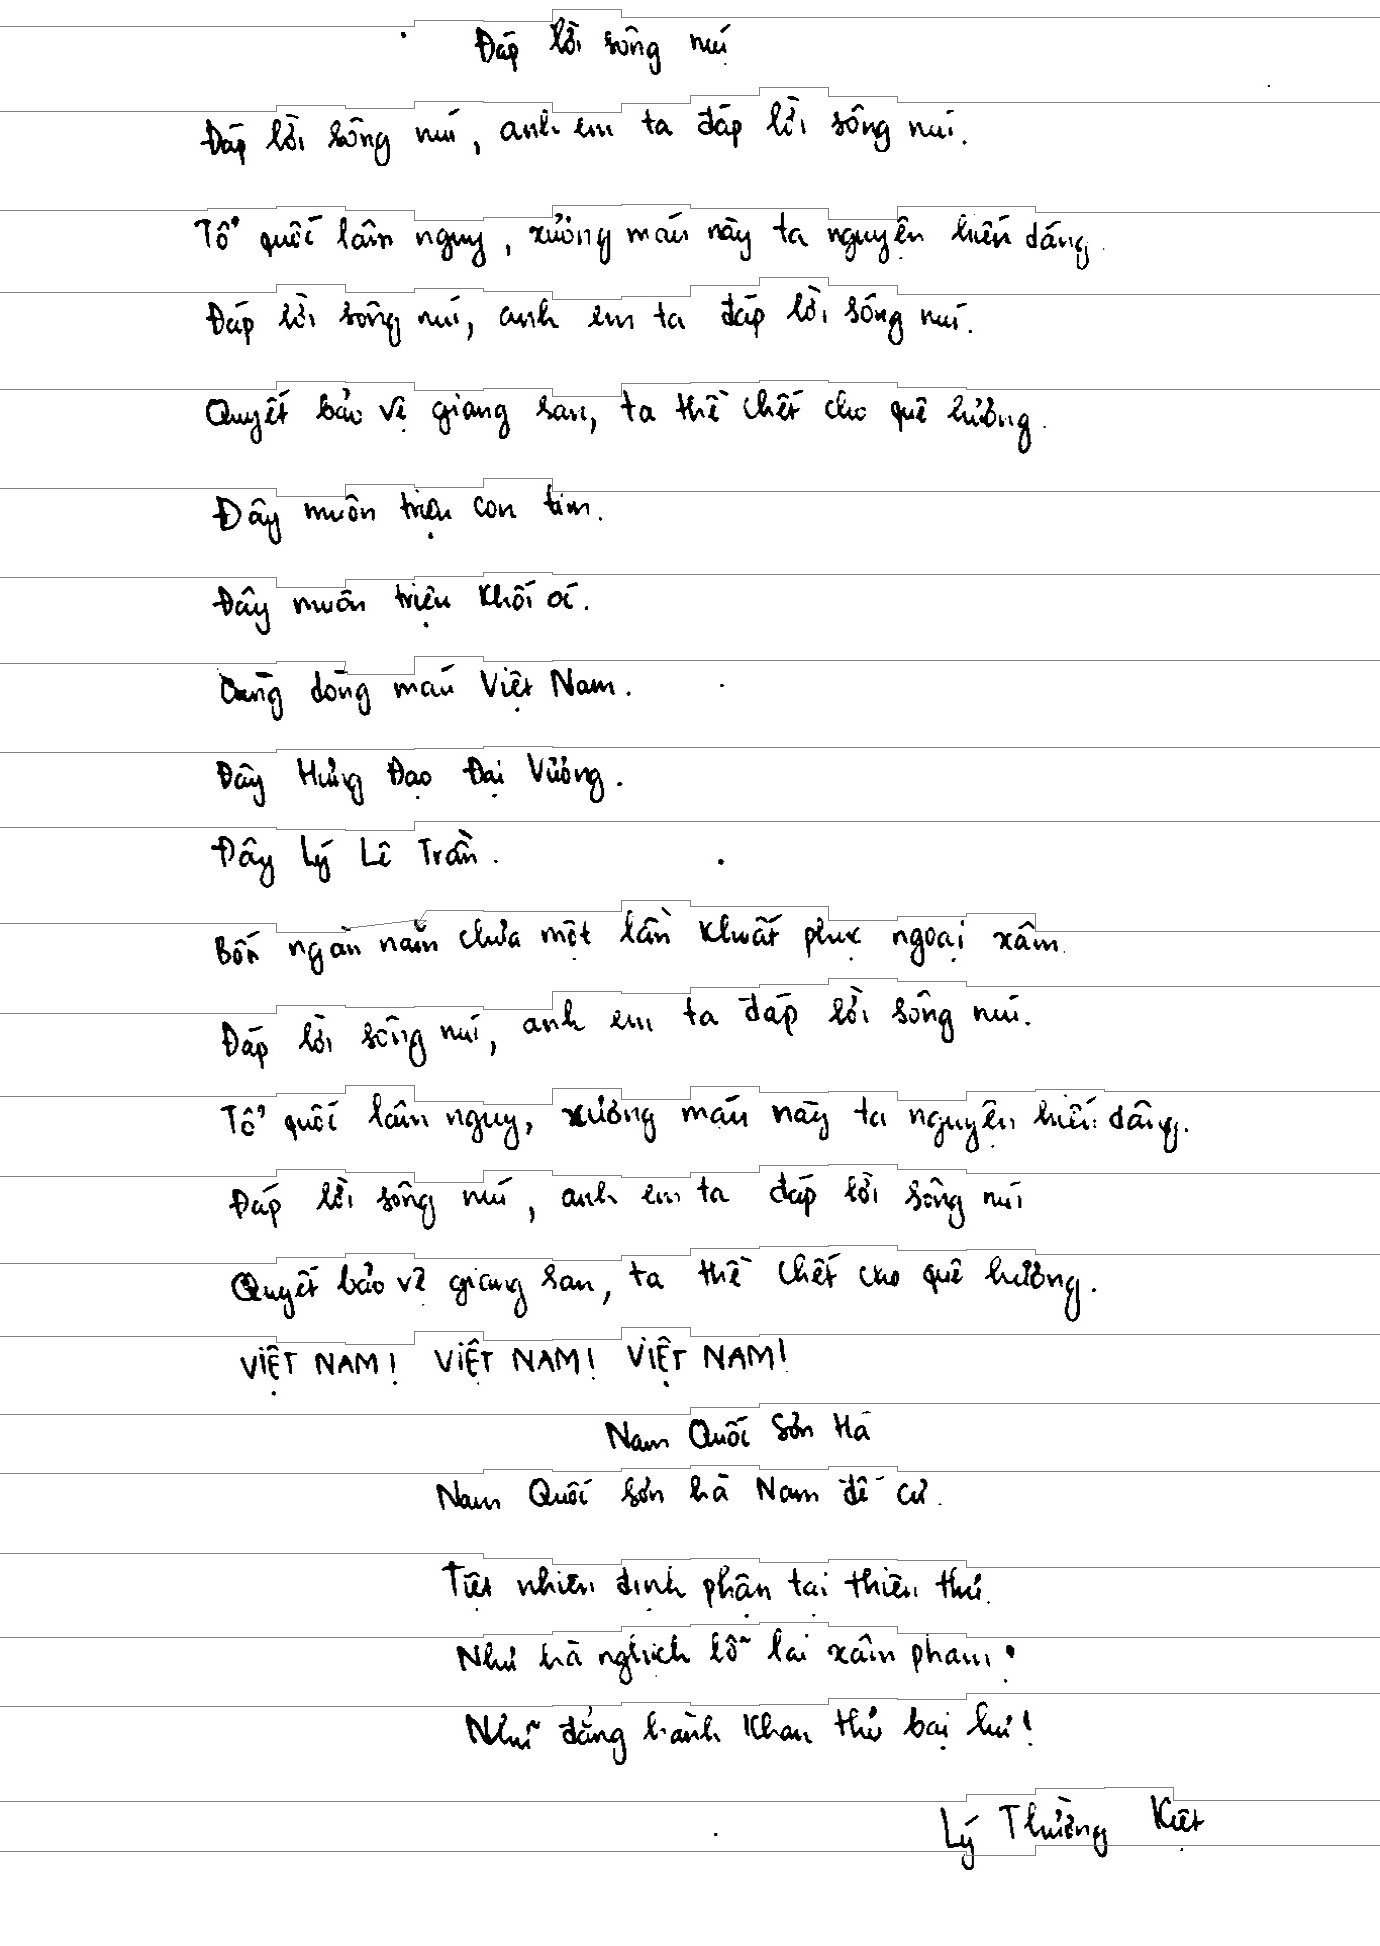 Đáp lời sông núi
Đáp lời sông núi, anh em ta đáp lời sông núi.
Tổ quốc lâm nguy, xương máu này ta nguyện hiến dâng.
Đáp lời sông núi, anh em ta đáp lời sông núi.
Quyết bảo vệ giang san, ta thề chết cho quê hương.
Đây muôn triệu con tim.
Đây muôn triệu khối óc.
Cùng dòng máu Việt Nam.
Đây Hưng Đạo Đại Vương.
Đây Lý Lê Trần.
Bốn ngàn năm chưa một lần khuất phục ngoại xâm.
Đáp lời sông núi, anh em ta đáp lời sông núi.
Tổ quốc lâm nguy, xương máu này ta nguyện hiến dâng.
Đáp lời sông núi, anh em ta đáp lời sông núi
Quyết bảo vệ giang san, ta thề chết cho quê hương.
VIỆT NAM! VIỆT NAM! VIỆT NAM!
Nam Quốc Sơn Hà
Nam Quốc sơn hà Nam đế cư.
Tiệt nhiên định phận tại thiên thư.
Như hà nghịch lỗ lai xâm phạm?
Nhữ đẳng hành khan thủ bại hư!
Lý Thường Kiệt